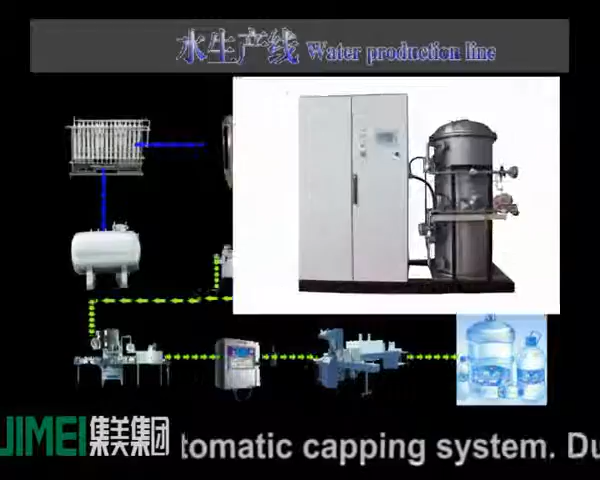 水生产线 Water production line
JIMEI 集美集团
tomatic capping system. Du